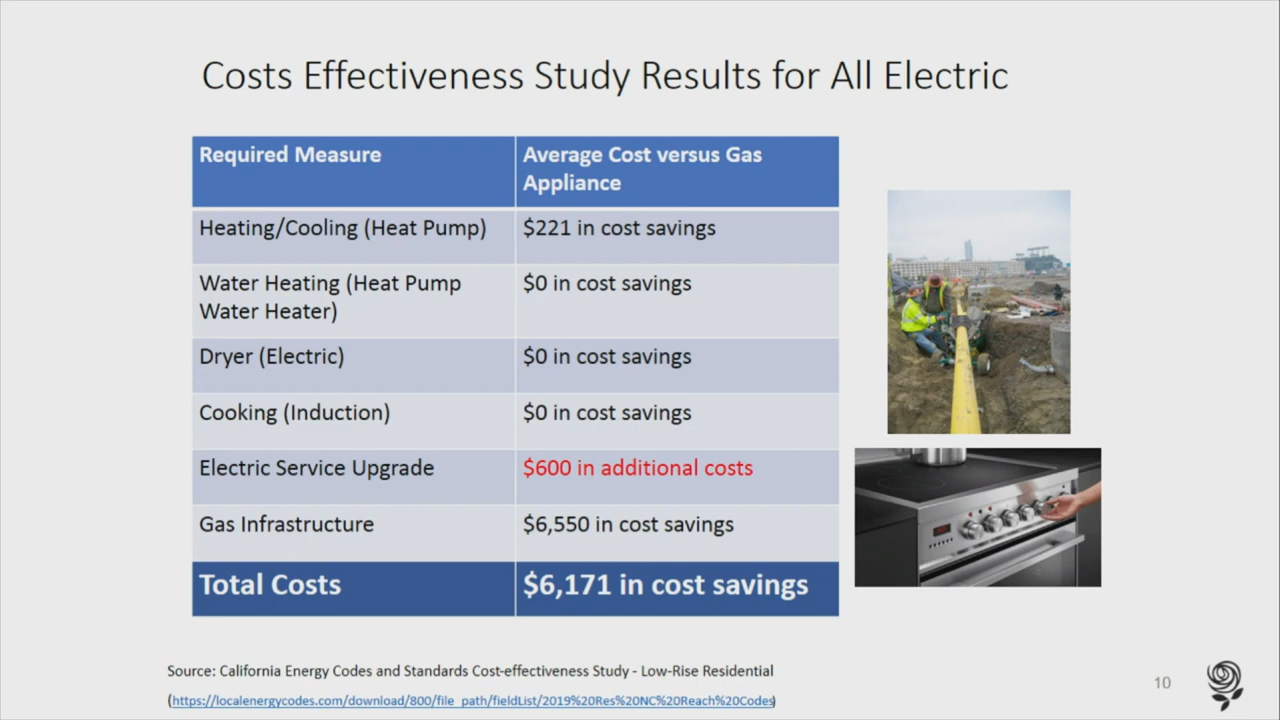 Costs Effectiveness Study Results for All Electric
Required Measure
Average Cost versus Gas
Appliance
Heating/Cooling (Heat Pump)
$221 in cost savings
Water Heating (Heat Pump
Water Heater)
$0 in cost savings
Dryer (Electric)
$0 in cost savings
Cooking (Induction)
$0 in cost savings
Electric Service Upgrade
$600 in additional costs
Gas Infrastructure
$6,550 in cost savings
Total Costs
$6,171 in cost savings
Source: California Energy Codes and Standards Cost-effectiveness Study - Low-Rise Residential
(https://localenergycodes.com/download/800/file_path/fieldList/2019%20Res%20NC%20Reach%20Codes)
10